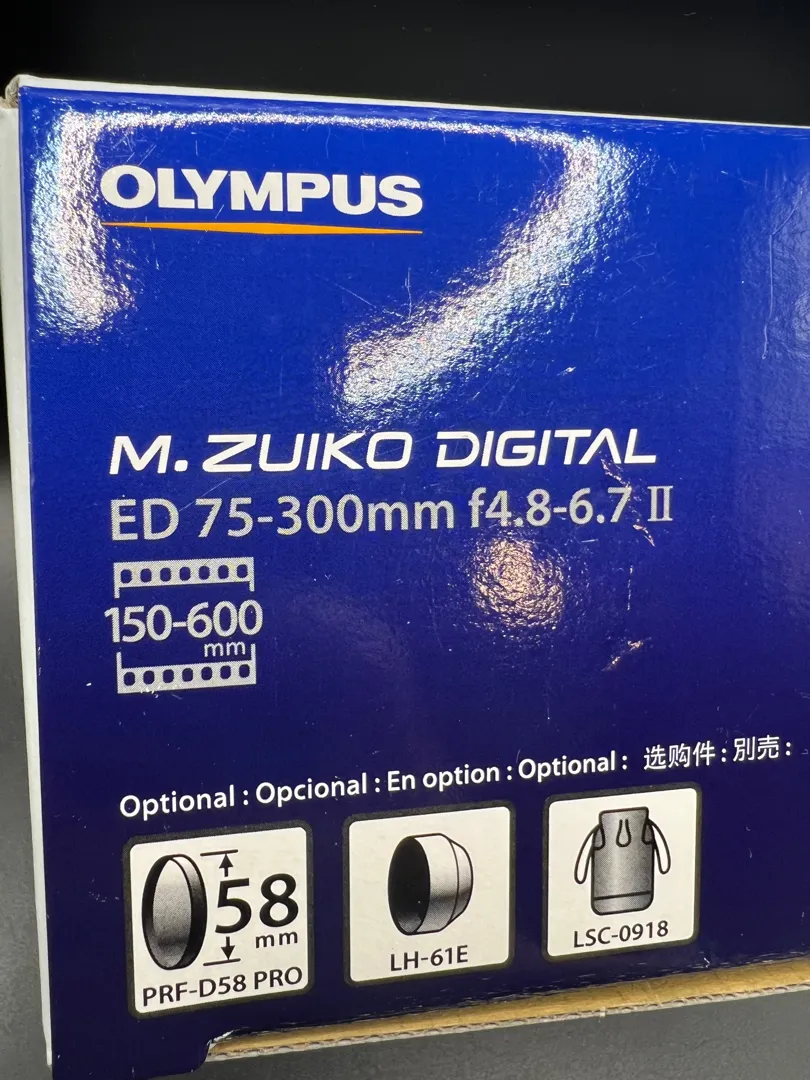 OLYMPUS
M.ZUIKO DIGITAL
ED 75-300mm f4.8-6.7 Ⅱ
150-600
mm
Optional : Opcional : En option : Optional : 选购件 : 別売 :
58
mm
PRF-D58 PRO
LH-61E
LSC-0918